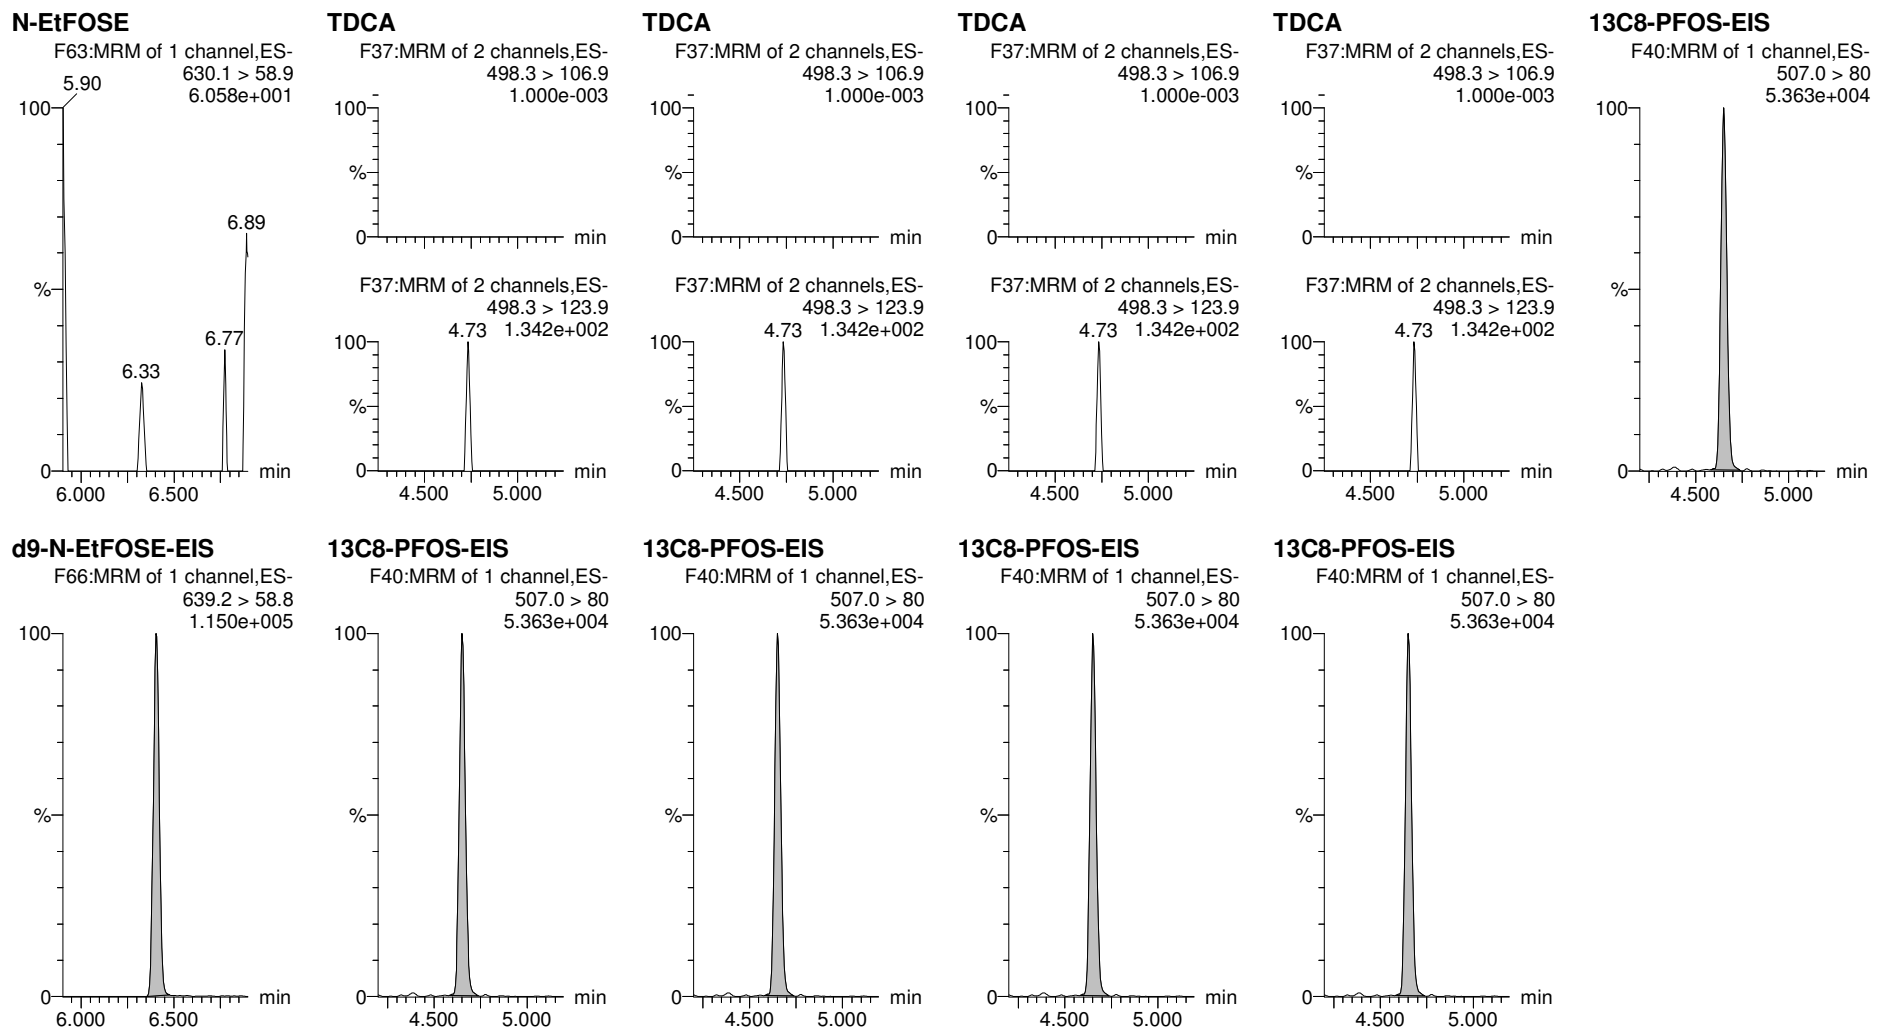 N-EtFOSE
F63:MRM of 1 channel,ES-
630.1 > 58.9
6.058e+001
5.90
100
6.89
%
6.77
6.33
0
min
6.000 6.500
TDCA
F37:MRM of 2 channels,ES-
498.3 > 106.9
1.000e-003
100
%
0
min
F37:MRM of 2 channels,ES-
498.3 > 123.9
4.73 1.342e+002
100
%
0
min
4.500 5.000
TDCA
F37:MRM of 2 channels,ES-
498.3 > 106.9
1.000e-003
100
%
0
min
F37:MRM of 2 channels,ES-
498.3 > 123.9
4.73 1.342e+002
100
%
0
min
4.500 5.000
TDCA
F37:MRM of 2 channels,ES-
498.3 > 106.9
1.000e-003
100
%
0
min
F37:MRM of 2 channels,ES-
498.3 > 123.9
4.73 1.342e+002
100
%
0
min
4.500 5.000
TDCA
F37:MRM of 2 channels,ES-
498.3 > 106.9
1.000e-003
100
%
0
min
F37:MRM of 2 channels,ES-
498.3 > 123.9
4.73 1.342e+002
100
%
0
min
4.500 5.000
13C8-PFOS-EIS
F40:MRM of 1 channel,ES-
507.0 > 80
5.363e+004
100
%
0
min
4.500 5.000
d9-N-EtFOSE-EIS
F66:MRM of 1 channel,ES-
639.2 > 58.8
1.150e+005
100
%
0
min
6.000 6.500
13C8-PFOS-EIS
F40:MRM of 1 channel,ES-
507.0 > 80
5.363e+004
100
%
0
min
4.500 5.000
13C8-PFOS-EIS
F40:MRM of 1 channel,ES-
507.0 > 80
5.363e+004
100
%
0
min
4.500 5.000
13C8-PFOS-EIS
F40:MRM of 1 channel,ES-
507.0 > 80
5.363e+004
100
%
0
min
4.500 5.000
13C8-PFOS-EIS
F40:MRM of 1 channel,ES-
507.0 > 80
5.363e+004
100
%
0
min
4.500 5.000